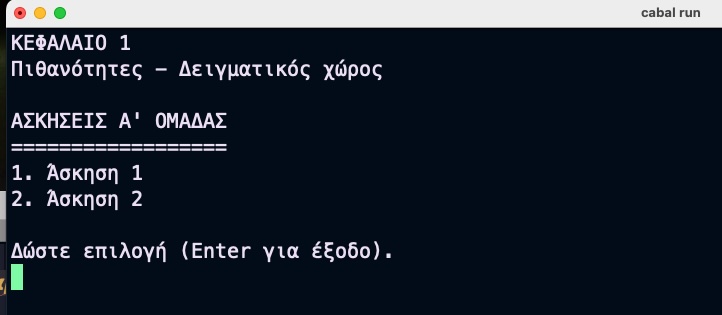 cabal run
ΚΕΦΑΛΑΙΟ 1
Πιθανότητες – Δειγματικός χώρος
ΑΣΚΗΣΕΙΣ Α' ΟΜΑΔΑΣ
==================
1. Άσκηση 1
2. Άσκηση 2
Δώστε επιλογή (Enter για έξοδο).